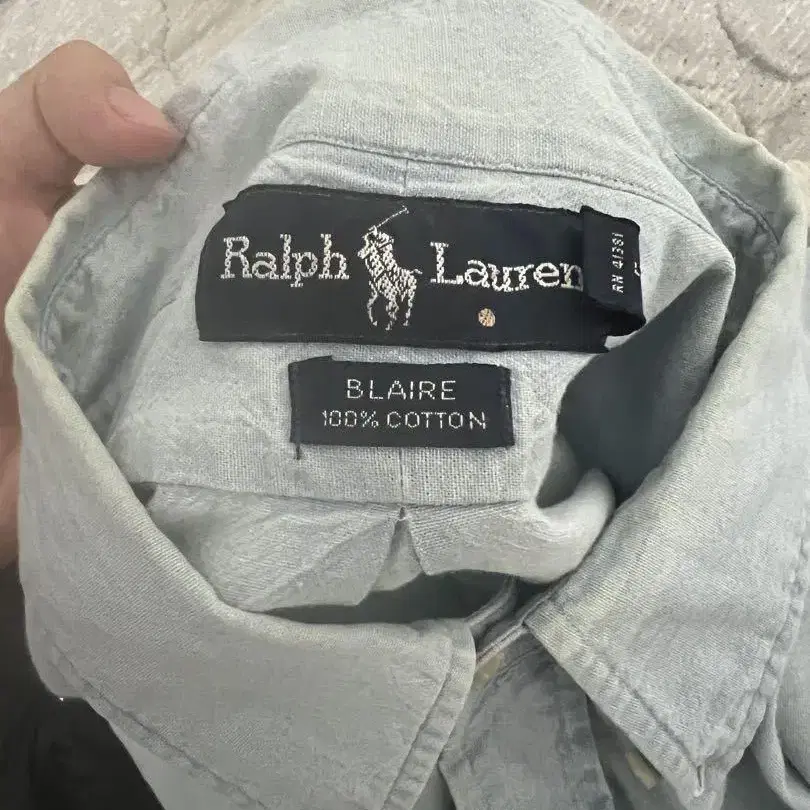 Ralph Lauren
RN 41381
BLAIRE
100% COTTON